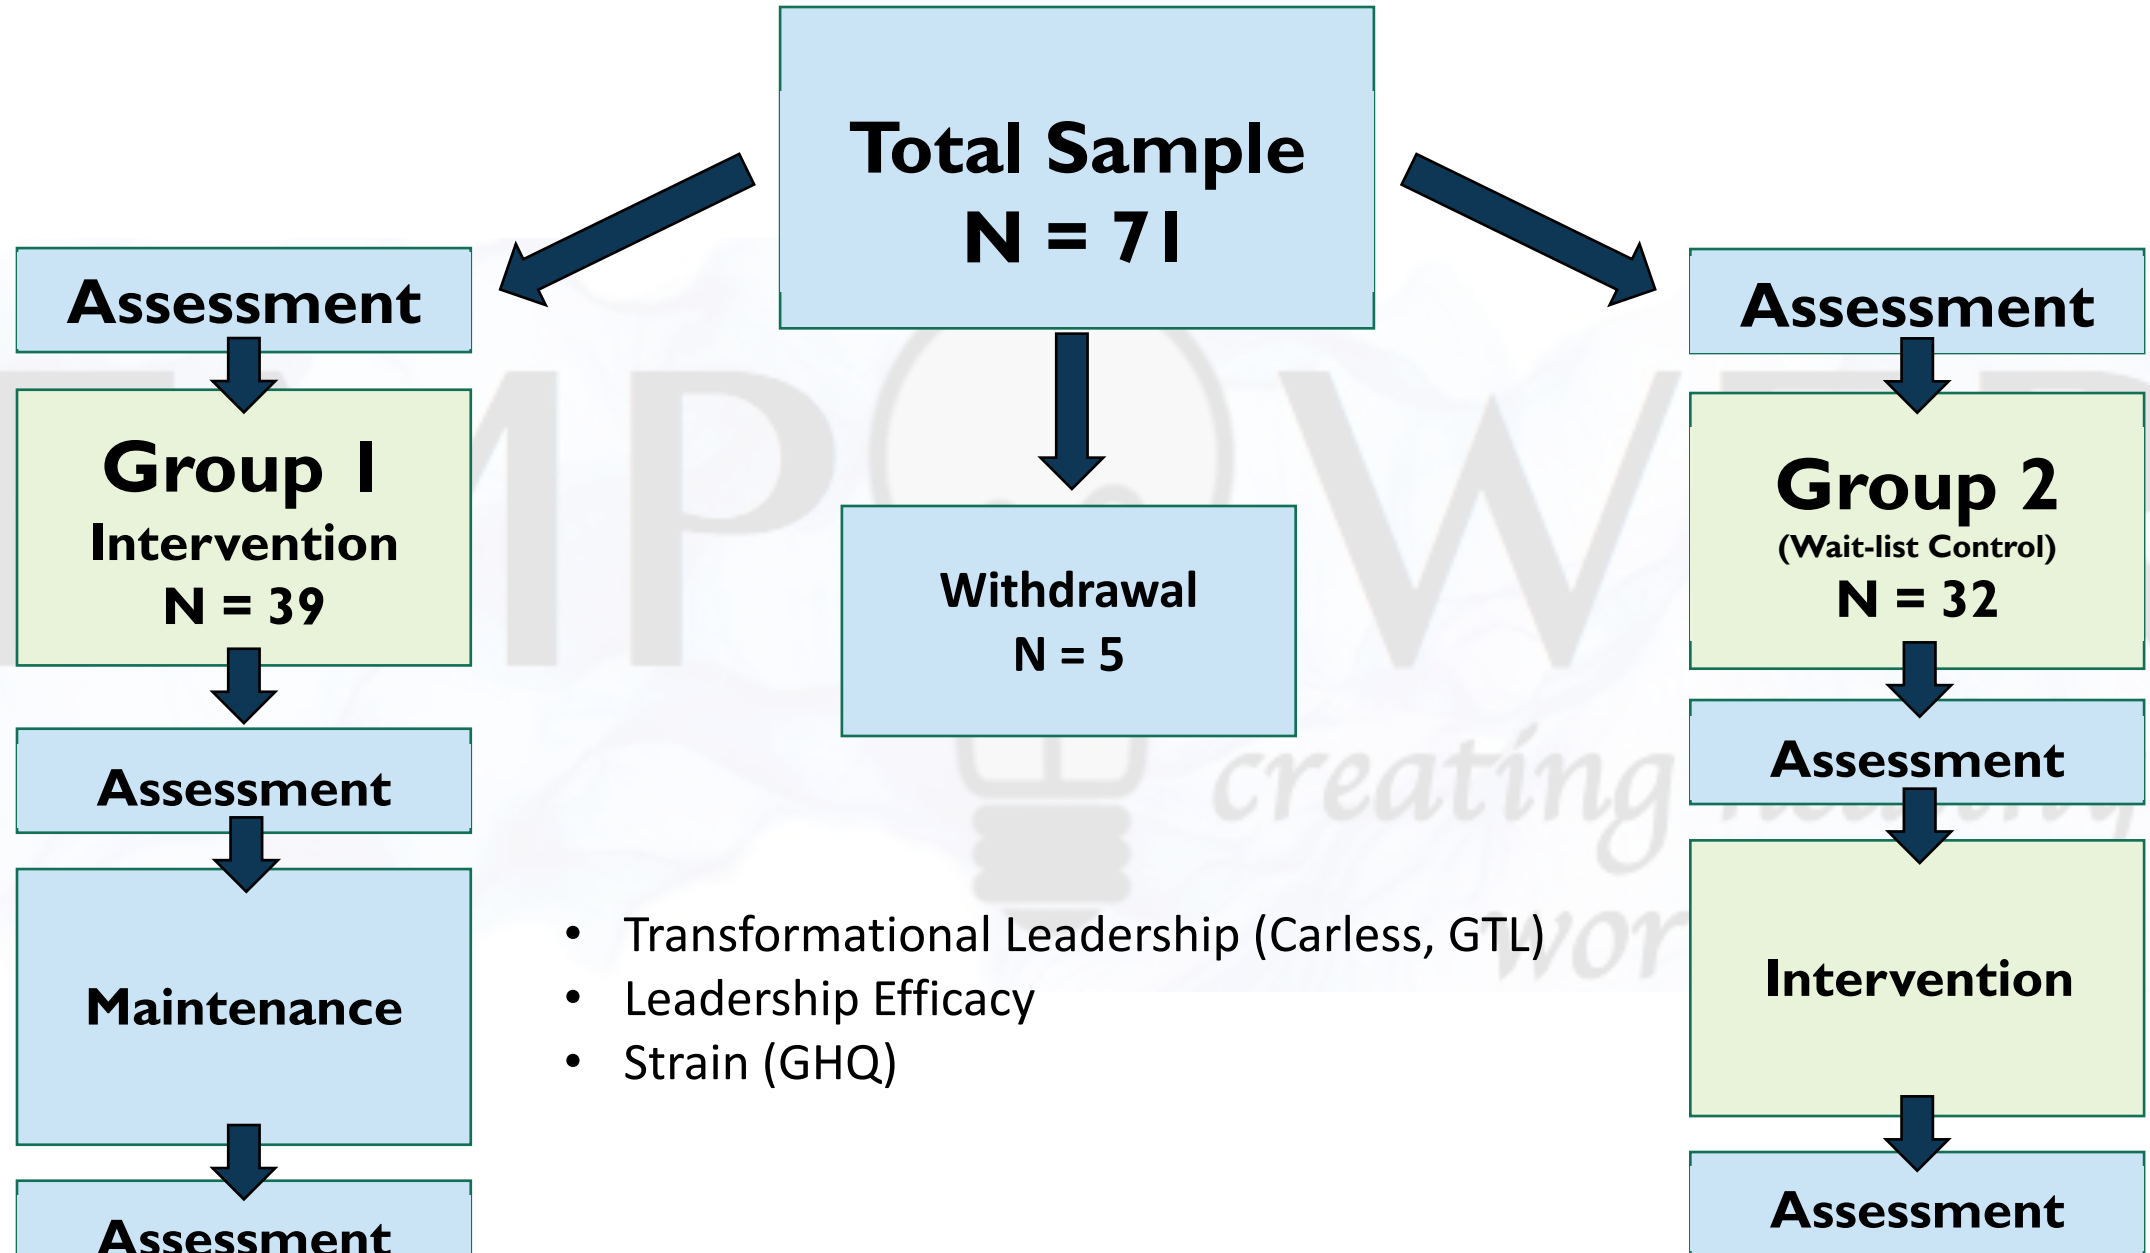 Total Sample
N = 71
Assessment
Group 1
Intervention
N = 39
Assessment
Maintenance
Assessment
Withdrawal
N = 5
• Transformational Leadership (Carless, GTL)
• Leadership Efficacy
• Strain (GHQ)
Assessment
Group 2
(Wait-list Control)
N = 32
Assessment
Intervention
Assessment
creating